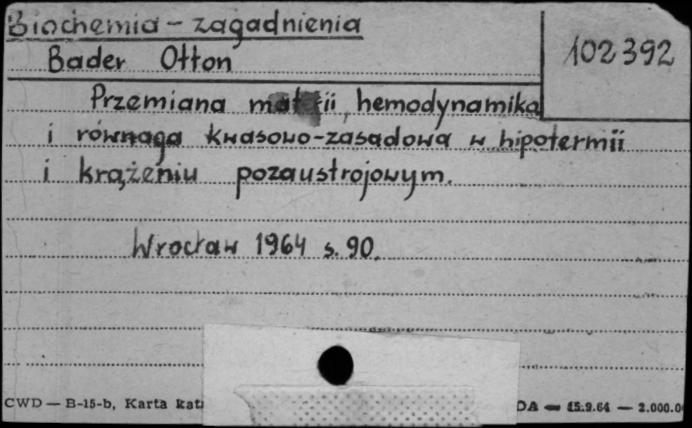 Biochemia - zagadnienia
102392
Bader Otton
Przemiana materii, hemodynamika
i równaga kwasowo-zasadowa w hipotermii
i krążeniu pozaustrojowym.
Wrocław 1964 s. 90.
CWD — B-15-b, Karta kat
DA — 15.9.64 — 2.000.0